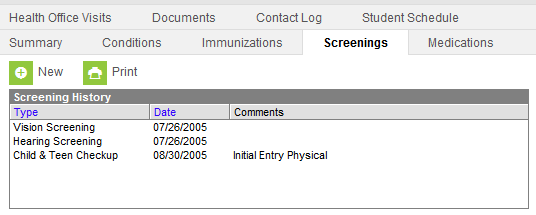 Health Office Visits Documents Contact Log Student Schedule
Summary Conditions Immunizations Screenings Medications
New Print
Screening History
Type Date Comments
Vision Screening 07/26/2005
Hearing Screening 07/26/2005
Child & Teen Checkup 08/30/2005 Initial Entry Physical